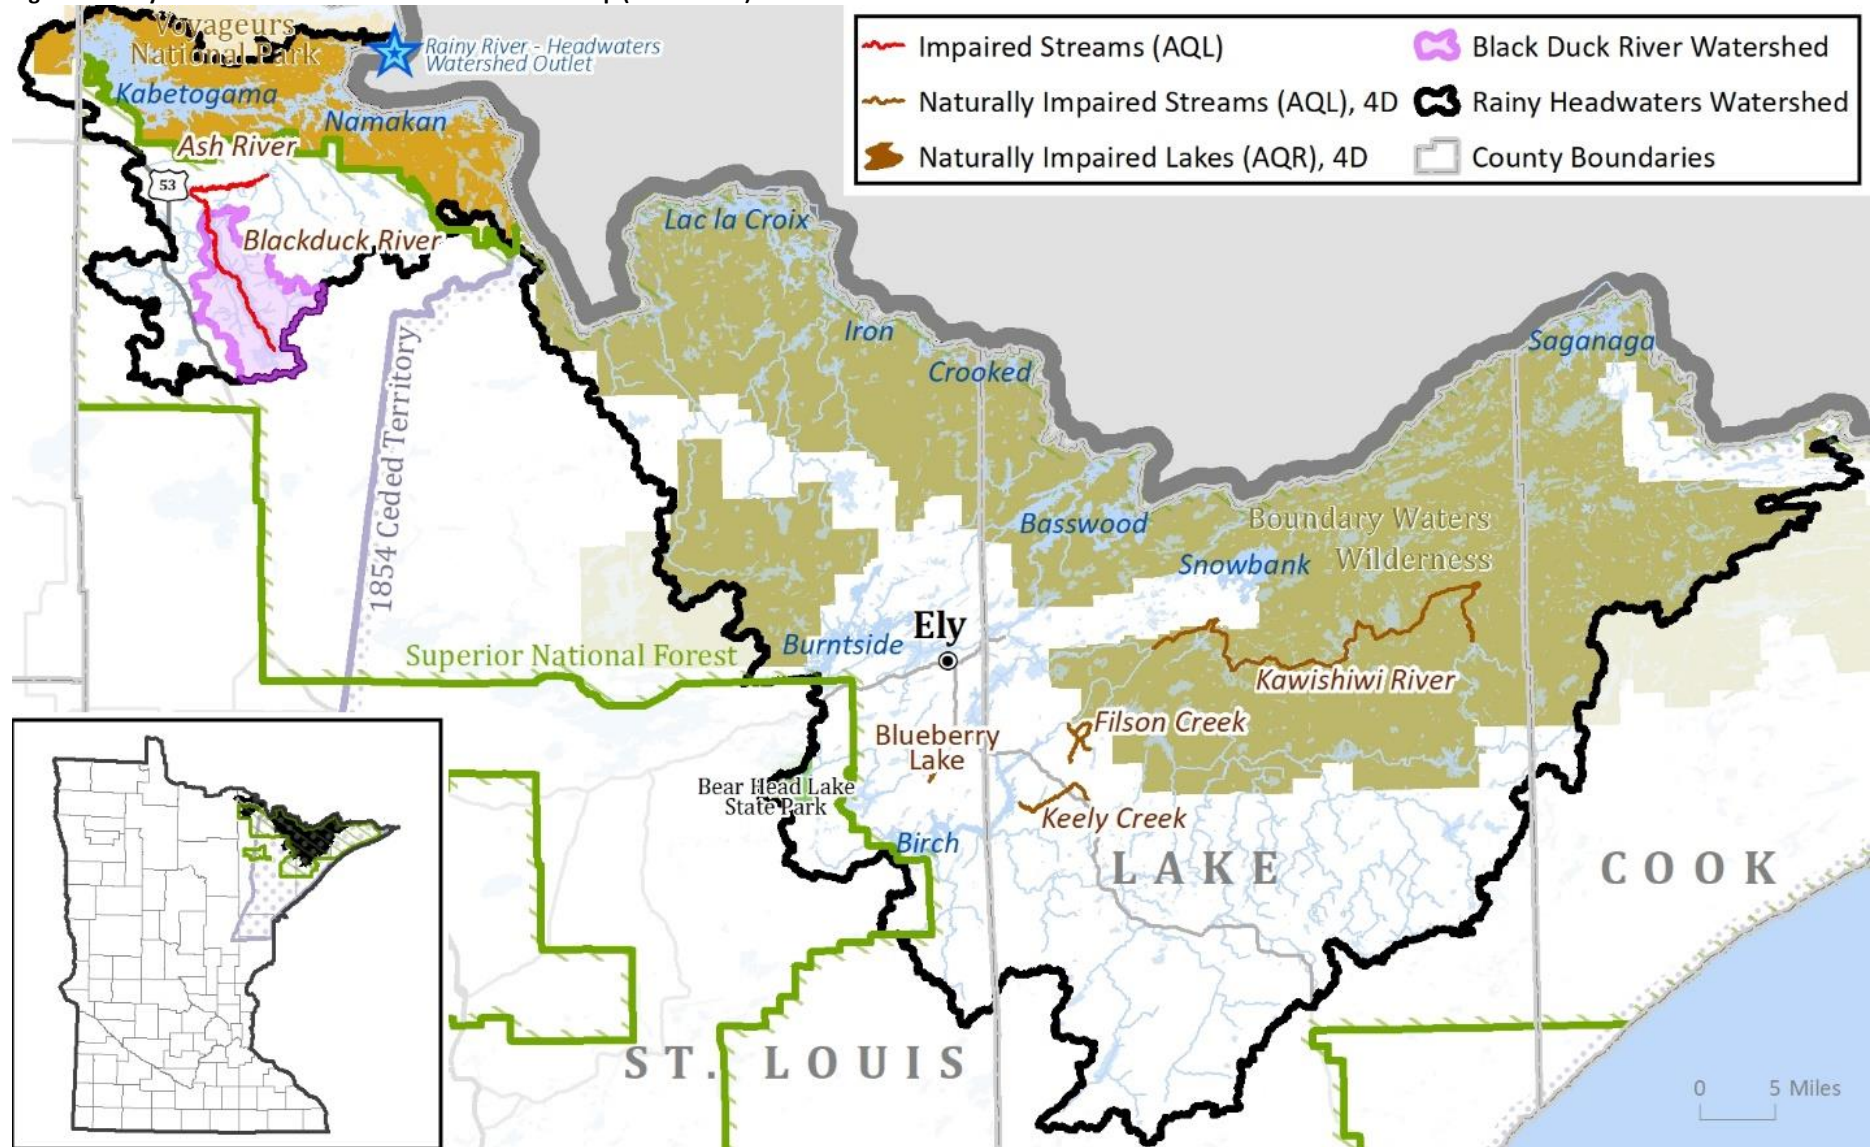 Voyageurs
National Park
Rainy River - Headwaters
Watershed Outlet
Impaired Streams (AQL)
Naturally Impaired Streams (AQL), 4D
Naturally Impaired Lakes (AQR), 4D
Black Duck River Watershed
Rainy Headwaters Watershed
County Boundaries
Kabetogama
Namakan
Ash River
53
Blackduck River
Lac la Croix
Iron
Crooked
Saganaga
1854 Ceded Territory
Basswood
Boundary Waters
Wilderness
Snowbank
Ely
Burntside
Superior National Forest
Kawishiwi River
Filson Creek
Blueberry
Lake
Bear Head Lake
State Park
Keely Creek
Birch
LAKE
COOK
ST. LOUIS
0 5 Miles